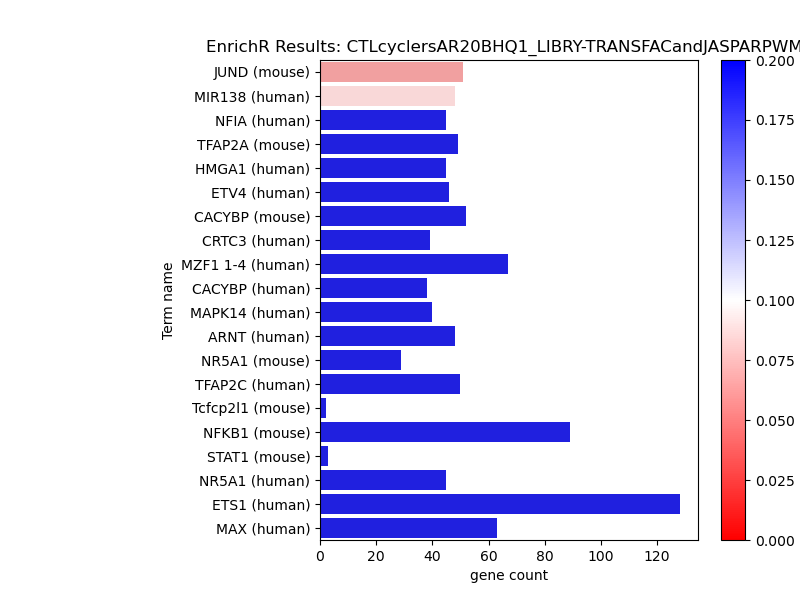 EnrichR Results: CTLcyclersAR20BHQ1_LIBRY-TRANSFACandJASPARPWM
JUND (mouse)
MIR138 (human)
NFIA (human)
TFAP2A (mouse)
HMGA1 (human)
ETV4 (human)
CACYBP (mouse)
CRTC3 (human)
MZF1 1-4 (human)
CACYBP (human)
MAPK14 (human)
ARNT (human)
NR5A1 (mouse)
TFAP2C (human)
Tcfcp2l1 (mouse)
NFKB1 (mouse)
STAT1 (mouse)
NR5A1 (human)
ETS1 (human)
MAX (human)
Term name
0 20 40 60 80 100 120
gene count
0.200
0.175
0.150
0.125
0.100
0.075
0.050
0.025
0.000